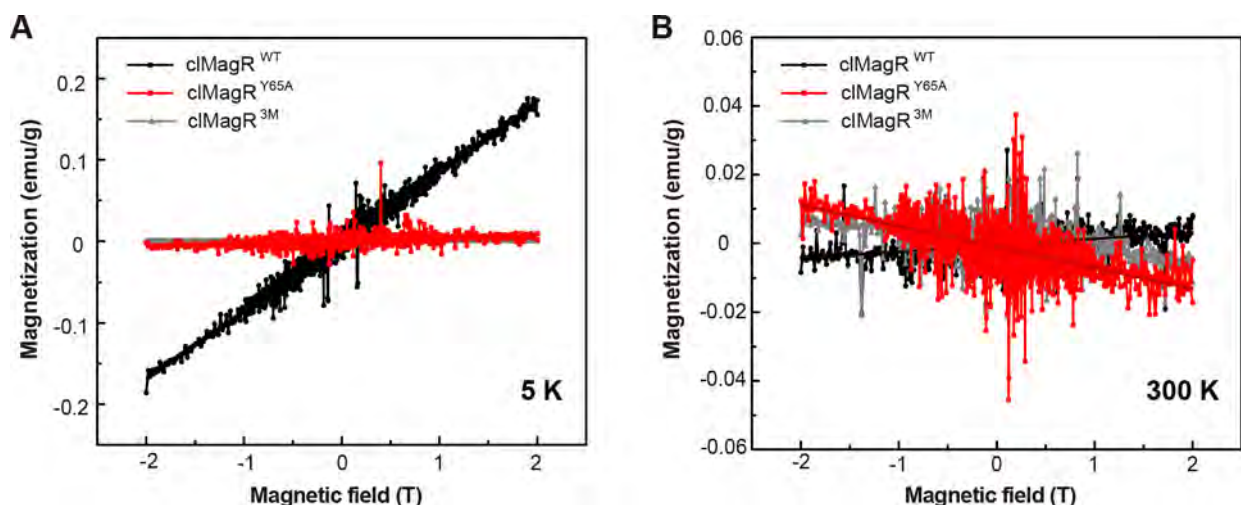 A
clMagR WT
clMagR Y65A
clMagR 3M
Magnetization (emu/g)
0.2
0.1
0
-0.1
-0.2
5 K
-2
-1
0
1
2
Magnetic field (T)
B
clMagR WT
clMagR Y65A
clMagR 3M
Magnetization (emu/g)
0.06
0.04
0.02
0
-0.02
-0.04
-0.06
300 K
-2
-1
0
1
2
Magnetic field (T)